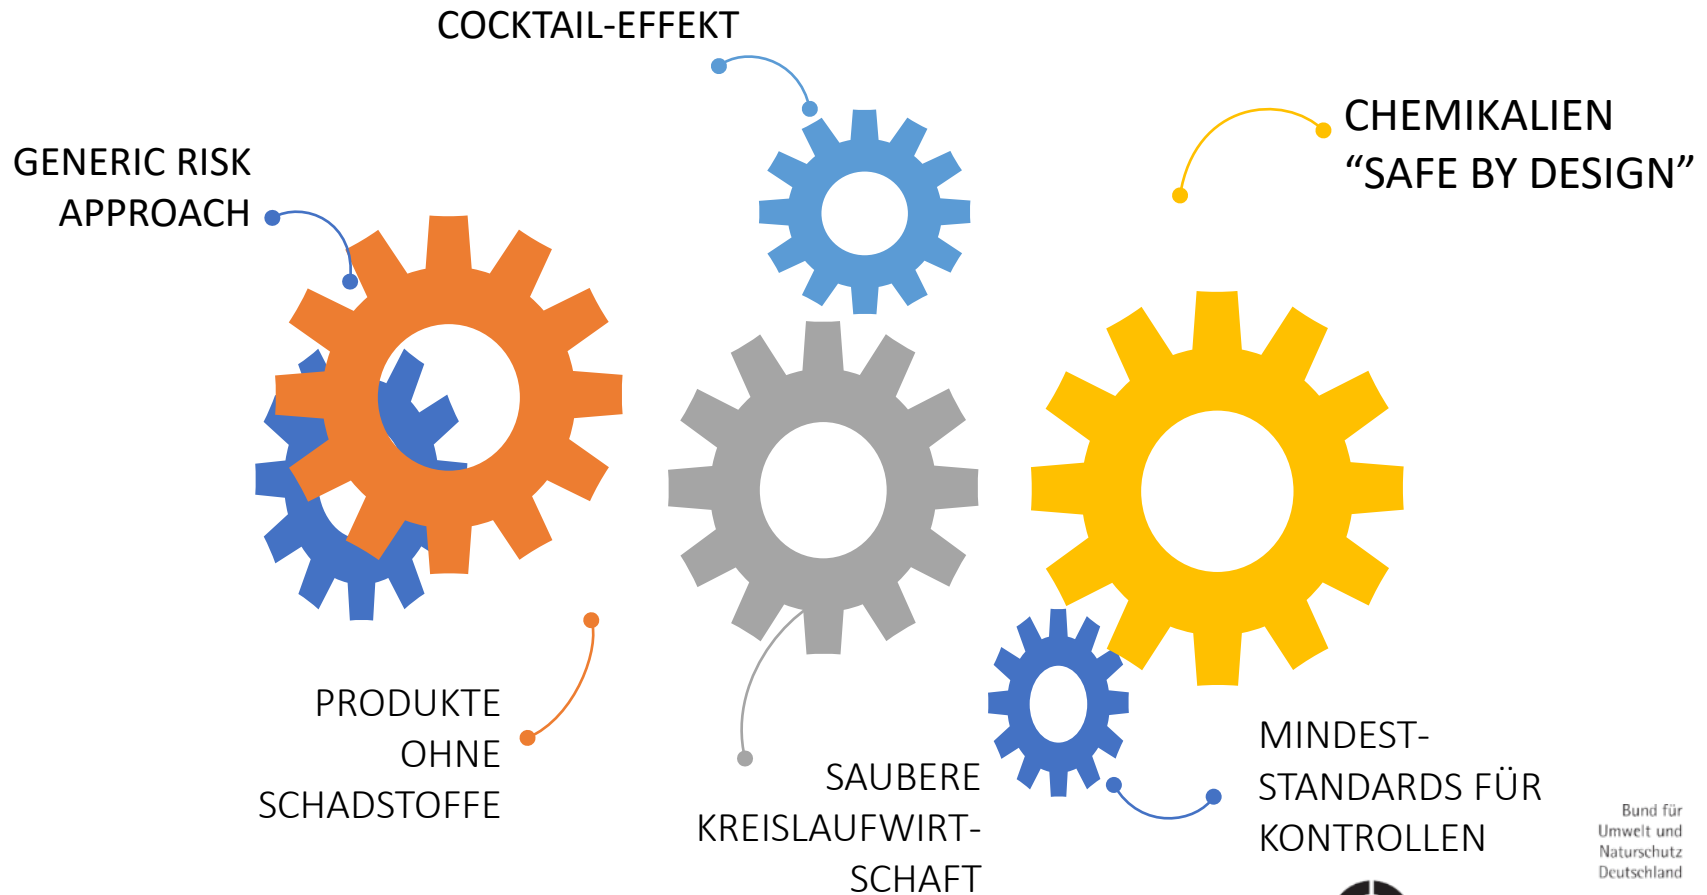 COCKTAIL-EFFEKT
GENERIC RISK
APPROACH
CHEMIKALIEN
“SAFE BY DESIGN”
PRODUKTE
OHNE
SCHADSTOFFE
SAUBERE
KREISLAUFWIRT-
SCHAFT
MINDEST-
STANDARDS FÜR
KONTROLLEN
Bund für
Umwelt und
Naturschutz
Deutschland